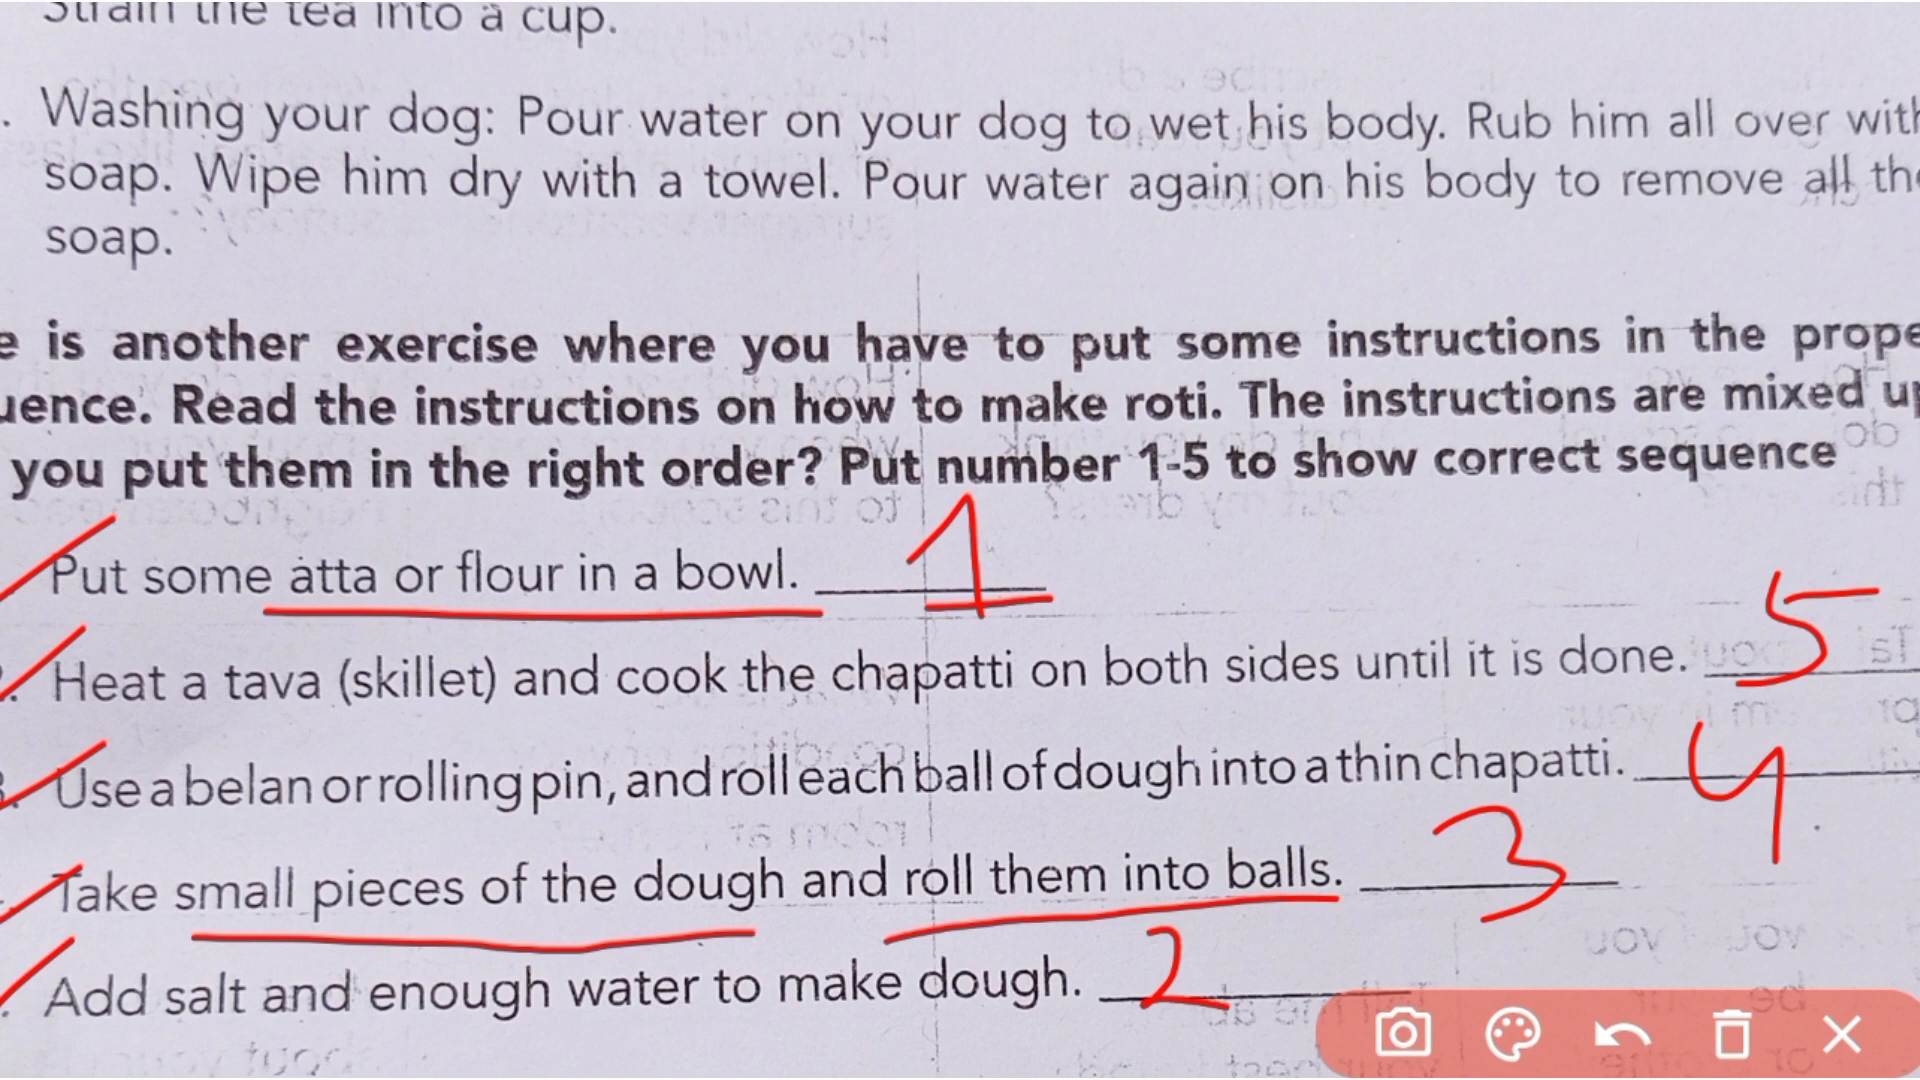 Strain the tea into a cup.
. Washing your dog: Pour water on your dog to wet his body. Rub him all over with
soap. Wipe him dry with a towel. Pour water again on his body to remove all the
soap.
e is another exercise where you have to put some instructions in the prope
uence. Read the instructions on how to make roti. The instructions are mixed up
you put them in the right order? Put number 1-5 to show correct sequence
Put some atta or flour in a bowl. 1
. Heat a tava (skillet) and cook the chapatti on both sides until it is done. 5
3. Use a belan or rolling pin, and roll each ball of dough into a thin chapatti. 4
Take small pieces of the dough and roll them into balls. 3
. Add salt and enough water to make dough. 2